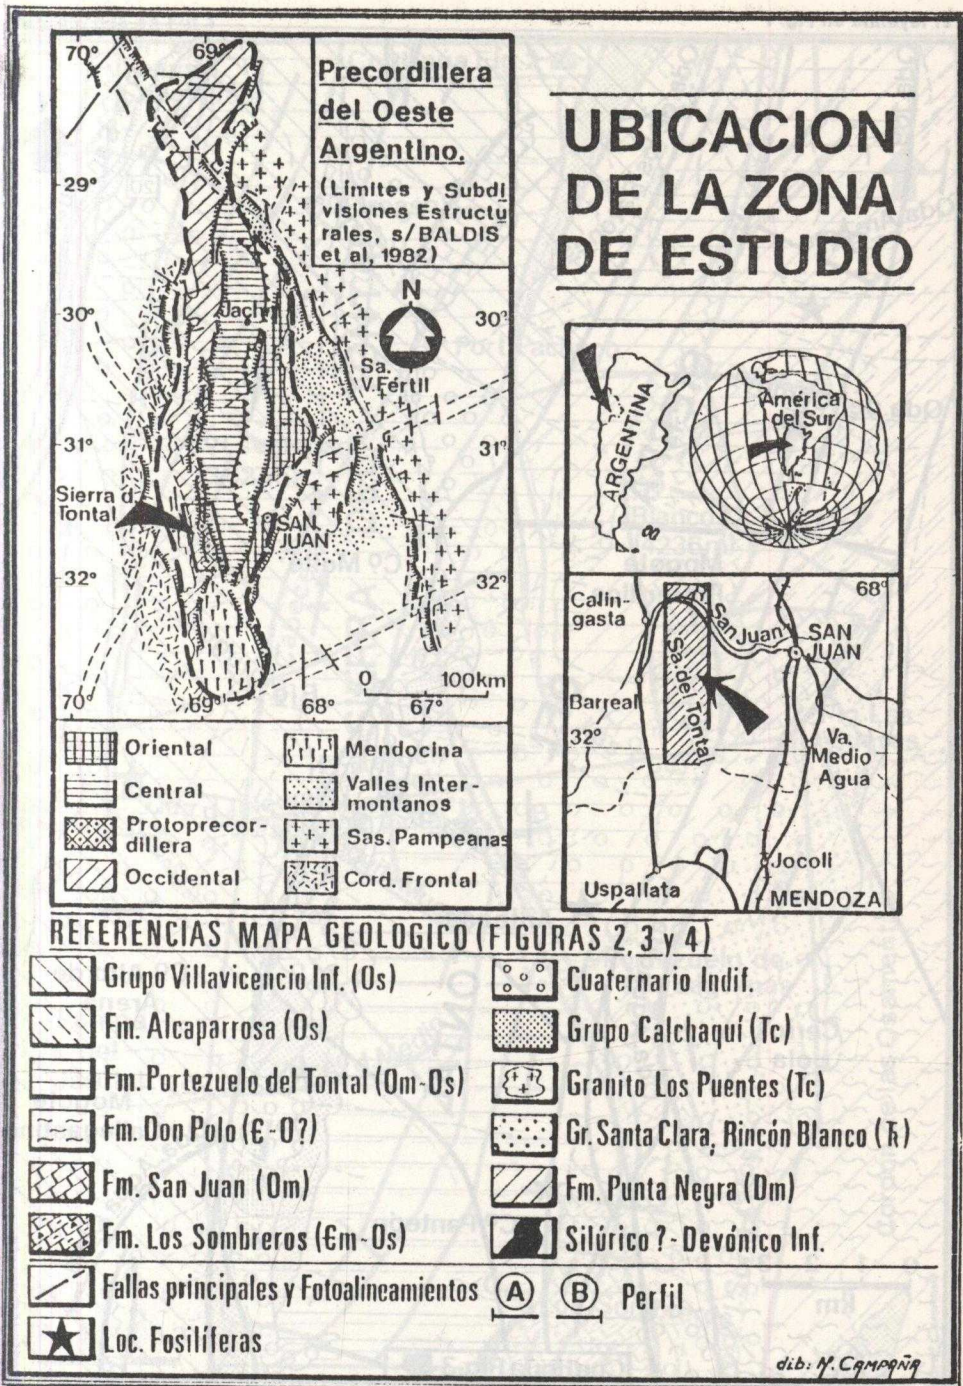 70°
69°
Precordillera
del Oeste
Argentino.
(Límites y Subdi
visiones Estructu
rales, s/BALDIS
et al, 1982)
29°
30°
Jachal
N
30°
Sa.
V. Fertil
31°
31°
Sierra d.
Tontal
SAN
JUAN
32°
32°
0 100km
70°
69°
68°
67°
Oriental
Central
Protoprecor-
dillera
Occidental
Mendocina
Valles Inter-
montanos
Sas. Pampeanas
Cord. Frontal
UBICACION
DE LA ZONA
DE ESTUDIO
ARGENTINA
América
del Sur
68°
Calin-
gasta
San Juan
SAN
JUAN
Sa. del Tontal
Barreal
32°
Va.
Medio
Agua
Jocoli
Uspallata
MENDOZA
REFERENCIAS MAPA GEOLOGICO (FIGURAS 2, 3 y 4)
Grupo Villavicencio Inf. (Os)
Fm. Alcaparrosa (Os)
Fm. Portezuelo del Tontal (Om-Os)
Fm. Don Polo (Є-O?)
Fm. San Juan (Om)
Fm. Los Sombreros (Єm-Os)
Cuaternario Indif.
Grupo Calchaquí (Tc)
Granito Los Puentes (Tc)
Gr. Santa Clara, Rincón Blanco (Ŧ)
Fm. Punta Negra (Dm)
Silúrico ? - Devónico Inf.
Fallas principales y Fotoalineamientos
Loc. Fosilíferas
A B Perfil
dib: N. CAMPAÑA